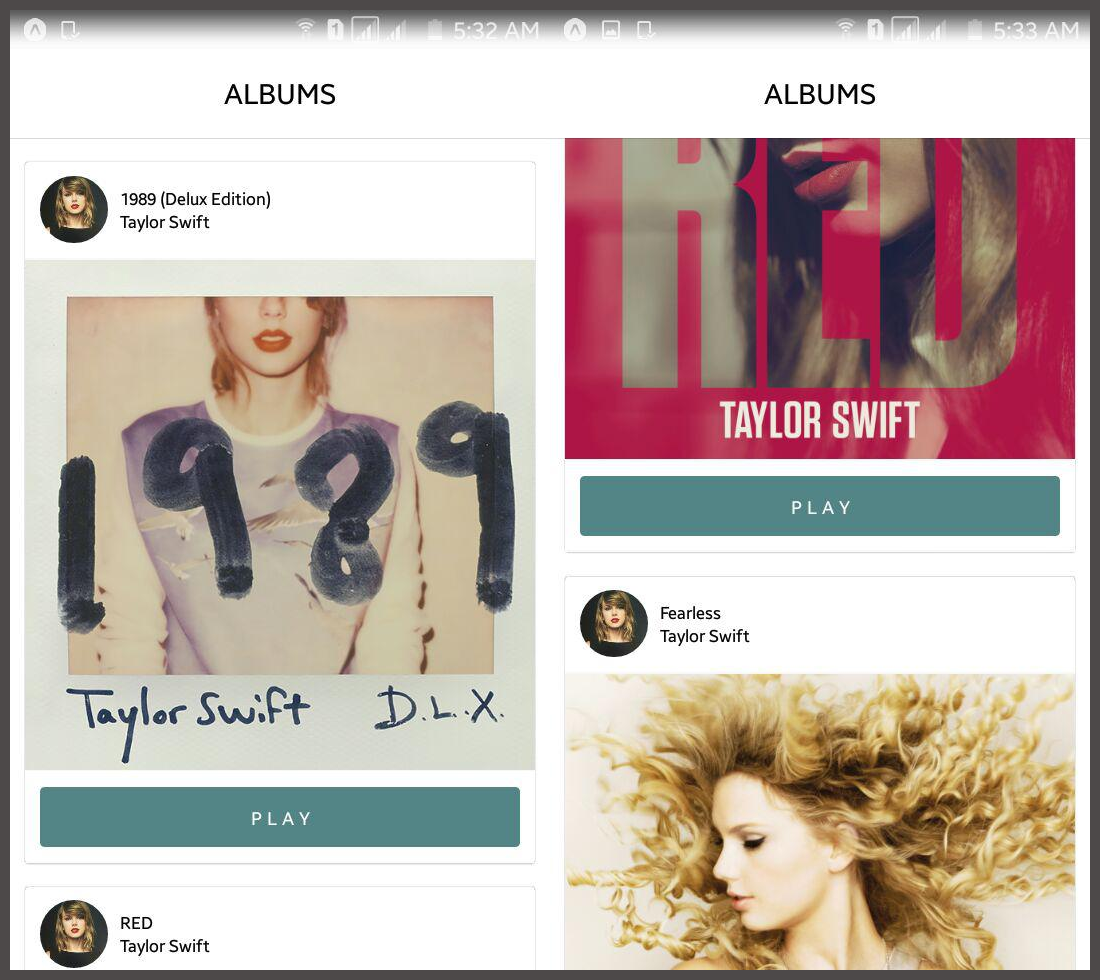 5:32 AM
ALBUMS
1989 (Delux Edition)
Taylor Swift
1989
Taylor Swift D.L.X.
PLAY
RED
Taylor Swift
1
5:33 AM
ALBUMS
RED
TAYLOR SWIFT
PLAY
Fearless
Taylor Swift